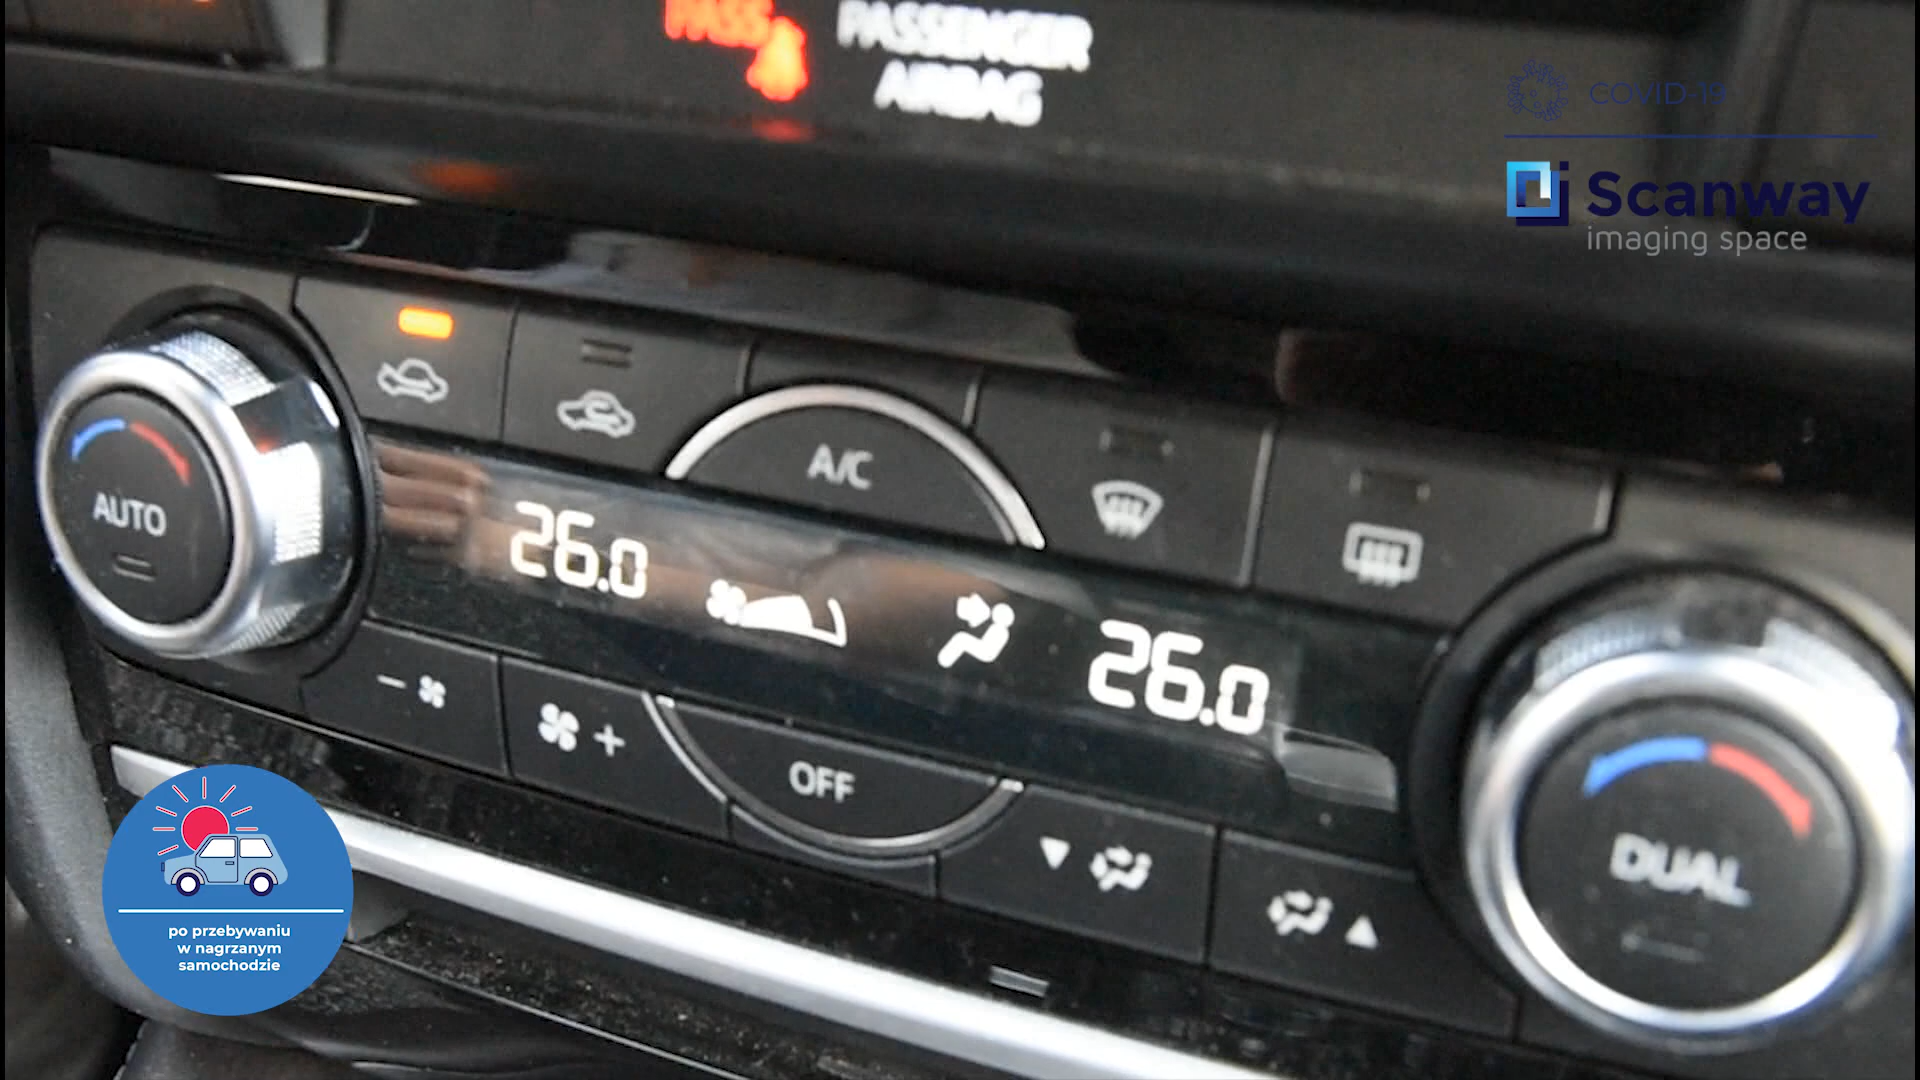 PASS
PASSENGER
AIRBAG
COVID-19
Scanway
imaging space
A/C
AUTO
26.0
26.0
OFF
DUAL
po przebywaniu
w nagrzanym
samochodzie